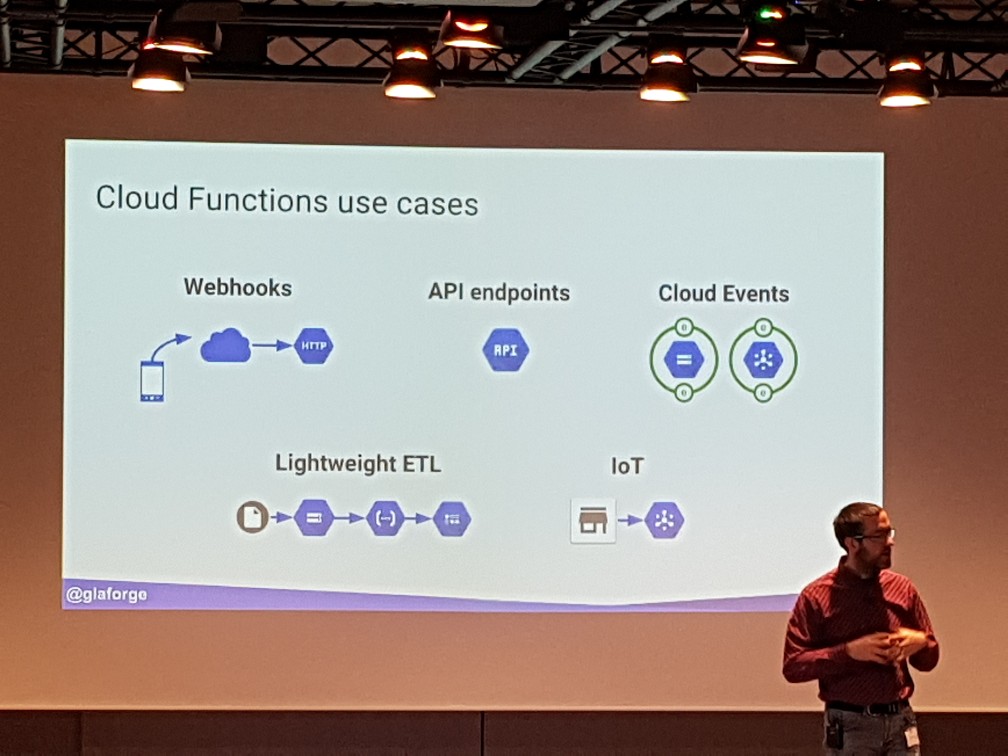 Cloud Functions use cases
Webhooks
API endpoints
Cloud Events
HTTP
API
e
e
e
e
Lightweight ETL
IoT
@glaforge